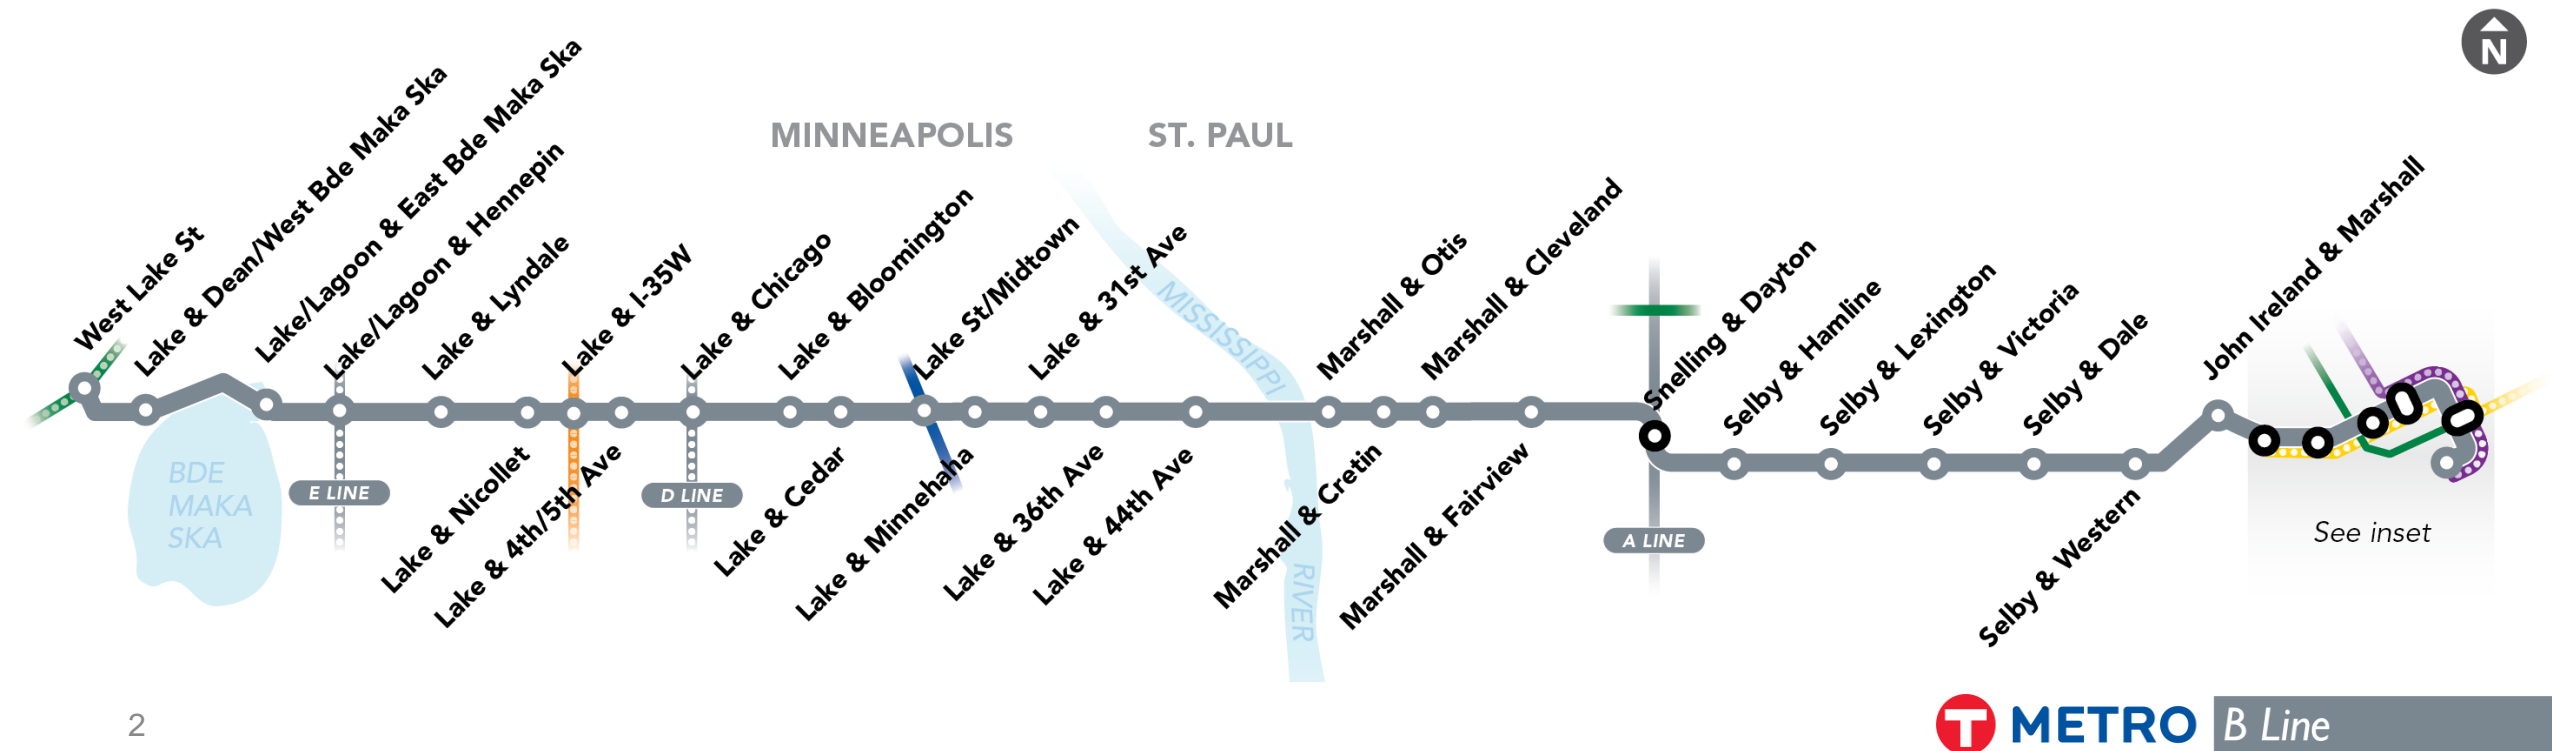 N
MINNEAPOLIS
ST. PAUL
West Lake St
Lake & Dean/West Bde Maka Ska
Lake/Lagoon & East Bde Maka Ska
Lake/Lagoon & Hennepin
Lake & Lyndale
Lake & Nicollet
Lake & I-35W
Lake & 4th/5th Ave
Lake & Chicago
Lake & Bloomington
Lake & Cedar
Lake St/Midtown
Lake & Minnehaha
Lake & 31st Ave
Lake & 36th Ave
Lake & 44th Ave
Marshall & Otis
Marshall & Cretin
Marshall & Cleveland
Marshall & Fairview
Snelling & Dayton
Selby & Hamline
Selby & Lexington
Selby & Victoria
Selby & Dale
Selby & Western
John Ireland & Marshall
MISSISSIPPI
RIVER
BDE
MAKA
SKA
E LINE
D LINE
A LINE
See inset
2
T METRO B Line